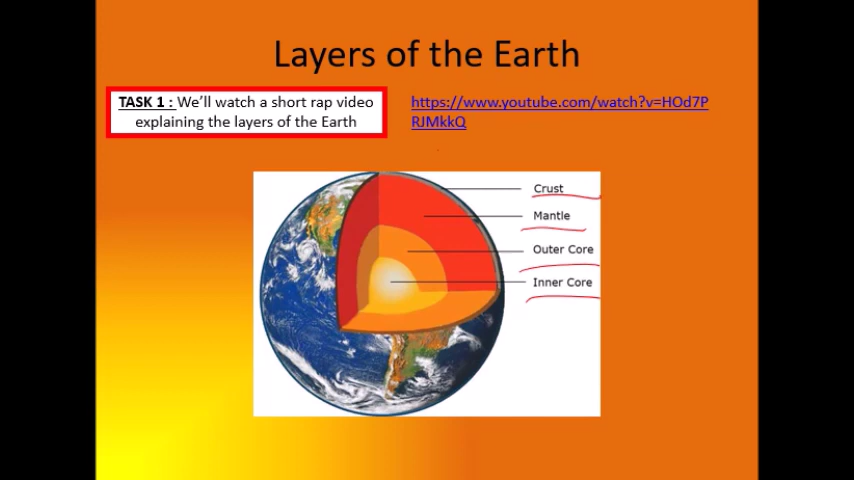 Layers of the Earth
TASK 1 : We'll watch a short rap video
explaining the layers of the Earth
https://www.youtube.com/watch?v=HOd7P
RJMkkQ
Crust
Mantle
Outer Core
Inner Core